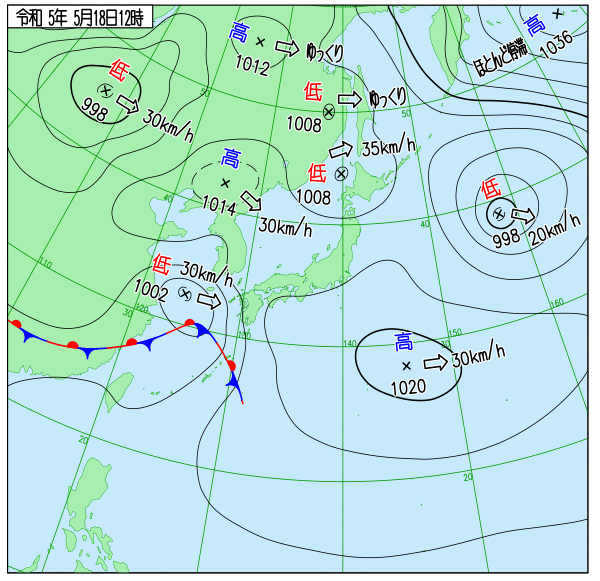 令和 5年 5月18日12時
高
1012
ゆっくり
高
1036
ほとんど停滞
低
998
30km/h
50
低
1008
ゆっくり
50
35km/h
低
1008
高
1014
30km/h
40
40
低
998
20km/h
低
30km/h
1002
110
30
120
130
140
150
160
高
30km/h
1020
20
20